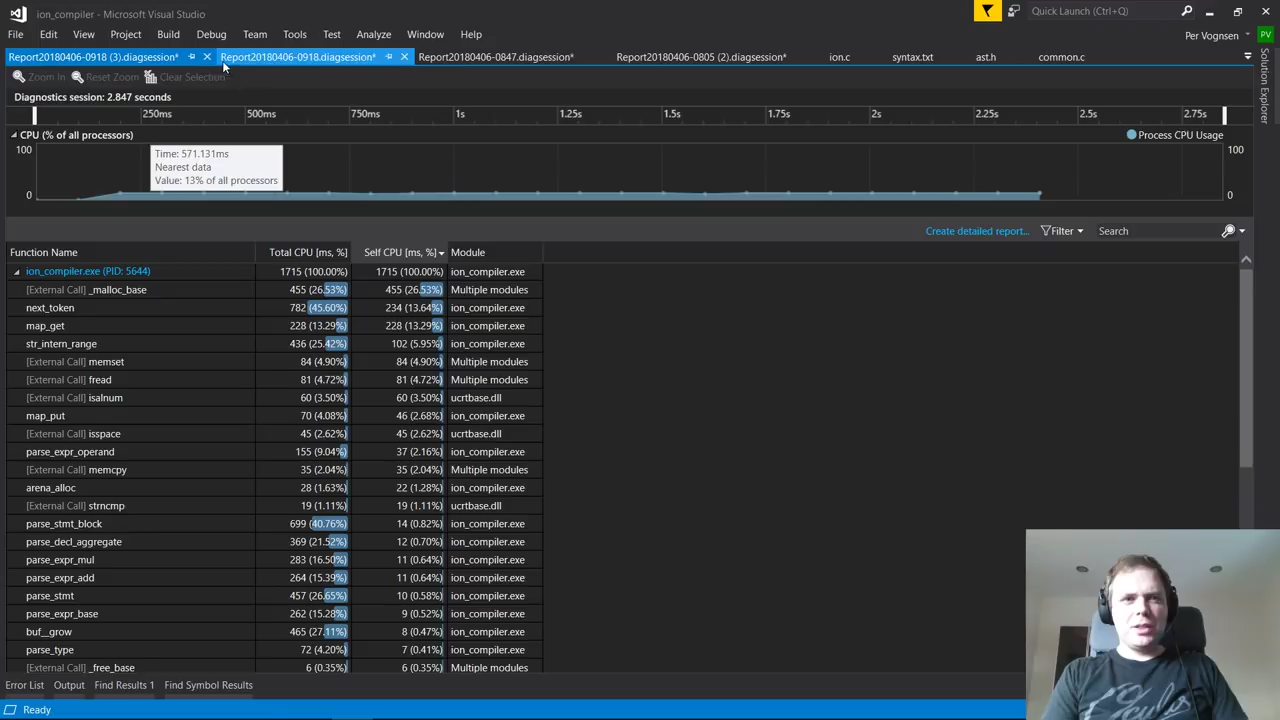 ion_compiler - Microsoft Visual Studio
Quick Launch (Ctrl+Q)
File Edit View Project Build Debug Team Tools Test Analyze Window Help
Per Vognsen
PV
Report20180406-0918 (3).diagsession*
Report20180406-0918.diagsession*
Report20180406-0847.diagsession*
Report20180406-0805 (2).diagsession*
ion.c
syntax.txt
ast.h
common.c
Solution Explorer
Zoom In Reset Zoom Clear Selection
Diagnostics session: 2.847 seconds
250ms 500ms 750ms 1s 1.25s 1.5s 1.75s 2s 2.25s 2.5s 2.75s
CPU (% of all processors)
Process CPU Usage
100 100
0 0
Time: 571.131ms
Nearest data
Value: 13% of all processors
Create detailed report... Filter Search
Function Name Total CPU [ms, %] Self CPU [ms, %] Module
ion_compiler.exe (PID: 5644) 1715 (100.00%) 1715 (100.00%) ion_compiler.exe
[External Call] _malloc_base 455 (26.53%) 455 (26.53%) Multiple modules
next_token 782 (45.60%) 234 (13.64%) ion_compiler.exe
map_get 228 (13.29%) 228 (13.29%) ion_compiler.exe
str_intern_range 436 (25.42%) 102 (5.95%) ion_compiler.exe
[External Call] memset 84 (4.90%) 84 (4.90%) Multiple modules
[External Call] fread 81 (4.72%) 81 (4.72%) Multiple modules
[External Call] isalnum 60 (3.50%) 60 (3.50%) ucrtbase.dll
map_put 70 (4.08%) 46 (2.68%) ion_compiler.exe
[External Call] isspace 45 (2.62%) 45 (2.62%) ucrtbase.dll
parse_expr_operand 155 (9.04%) 37 (2.16%) ion_compiler.exe
[External Call] memcpy 35 (2.04%) 35 (2.04%) Multiple modules
arena_alloc 28 (1.63%) 22 (1.28%) ion_compiler.exe
[External Call] strncmp 19 (1.11%) 19 (1.11%) ucrtbase.dll
parse_stmt_block 699 (40.76%) 14 (0.82%) ion_compiler.exe
parse_decl_aggregate 369 (21.52%) 12 (0.70%) ion_compiler.exe
parse_expr_mul 283 (16.50%) 11 (0.64%) ion_compiler.exe
parse_expr_add 264 (15.39%) 11 (0.64%) ion_compiler.exe
parse_stmt 457 (26.65%) 10 (0.58%) ion_compiler.exe
parse_expr_base 262 (15.28%) 9 (0.52%) ion_compiler.exe
buf__grow 465 (27.11%) 8 (0.47%) ion_compiler.exe
parse_type 72 (4.20%) 7 (0.41%) ion_compiler.exe
[External Call] _free_base 6 (0.35%) 6 (0.35%) Multiple modules
Error List Output Find Results 1 Find Symbol Results
Ready